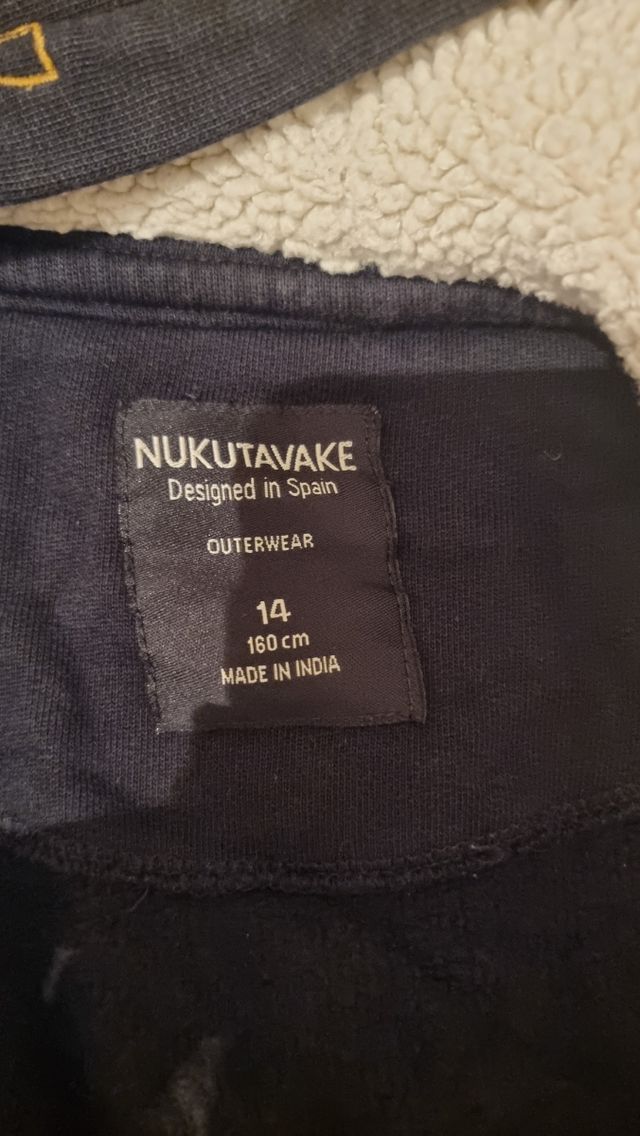 NUKUTAVAKE
Designed in Spain
OUTERWEAR
14
160 cm
MADE IN INDIA